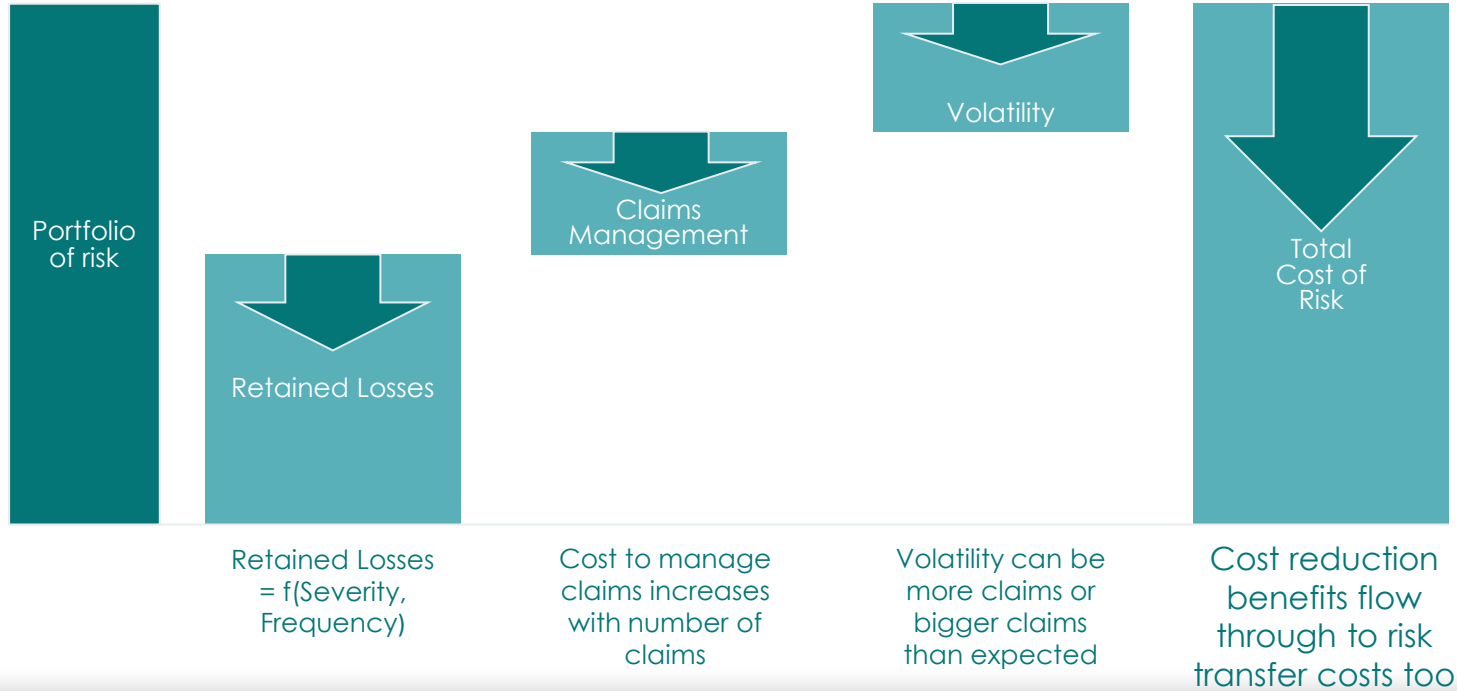 Portfolio
of risk
Retained Losses
Claims
Management
Volatility
Total
Cost of
Risk
Retained Losses
= f(Severity,
Frequency)
Cost to manage
claims increases
with number of
claims
Volatility can be
more claims or
bigger claims
than expected
Cost reduction
benefits flow
through to risk
transfer costs too